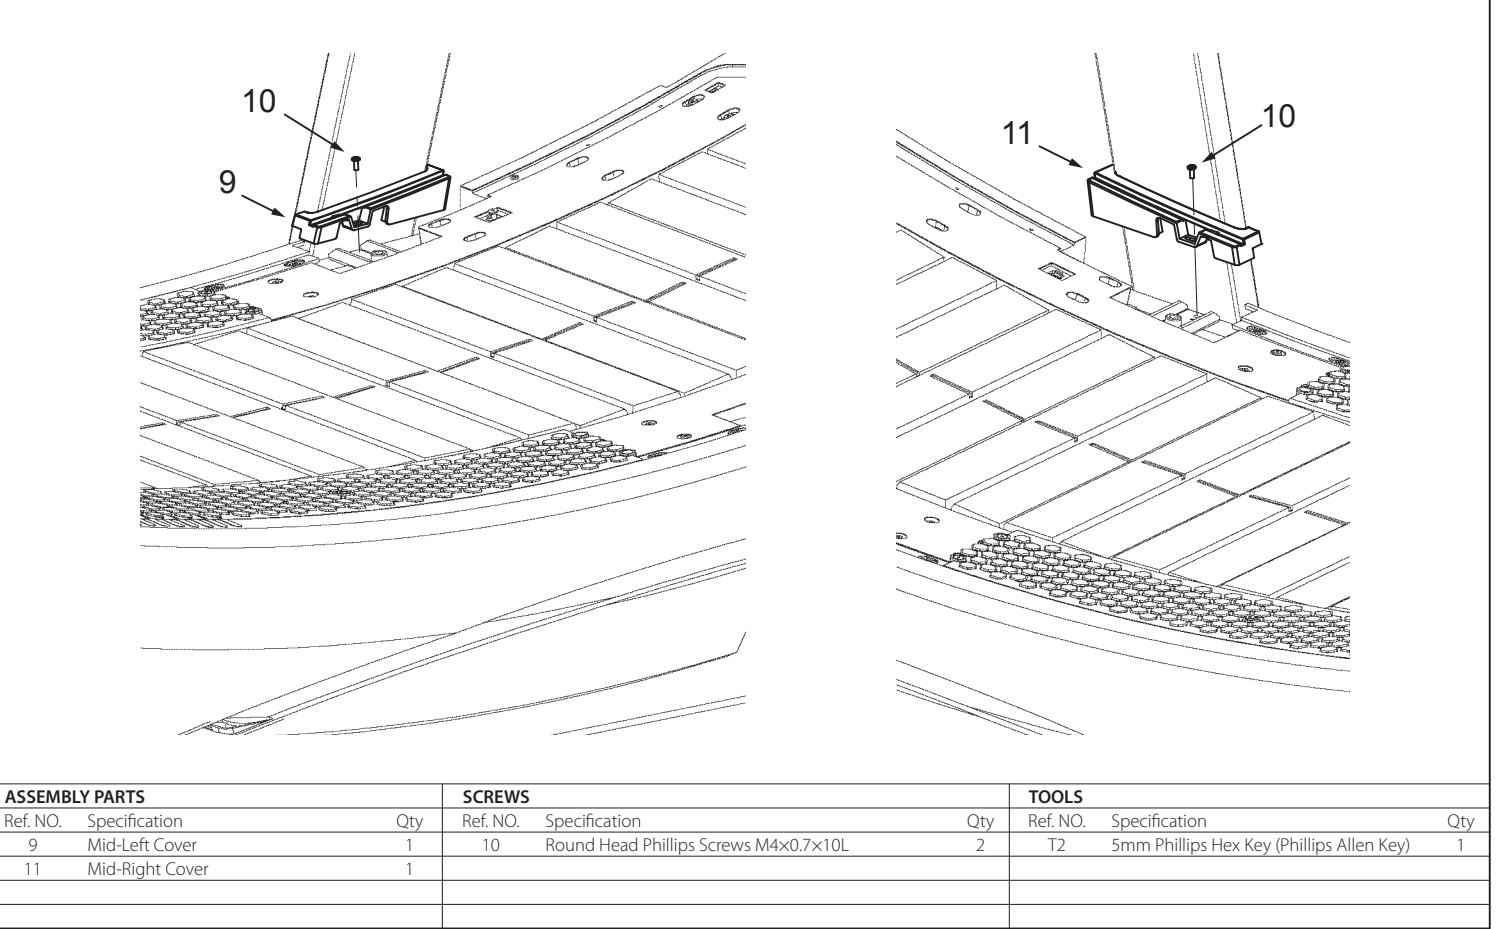 10
9
11
10
ASSEMBLY PARTS SCREWS TOOLS
Ref. NO. Specification Qty Ref. NO. Specification Qty Ref. NO. Specification Qty
9 Mid-Left Cover 1 10 Round Head Phillips Screws M4×0.7×10L 2 T2 5mm Phillips Hex Key (Phillips Allen Key) 1
11 Mid-Right Cover 1